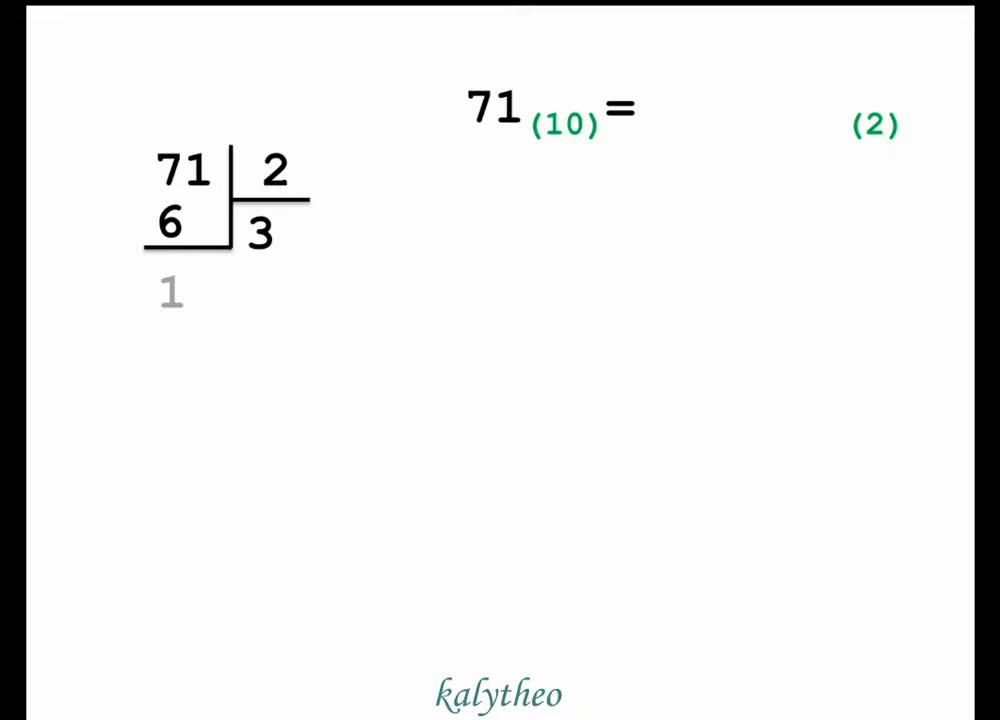 71(10)= (2)
71 2
6 3
1
kalytheo